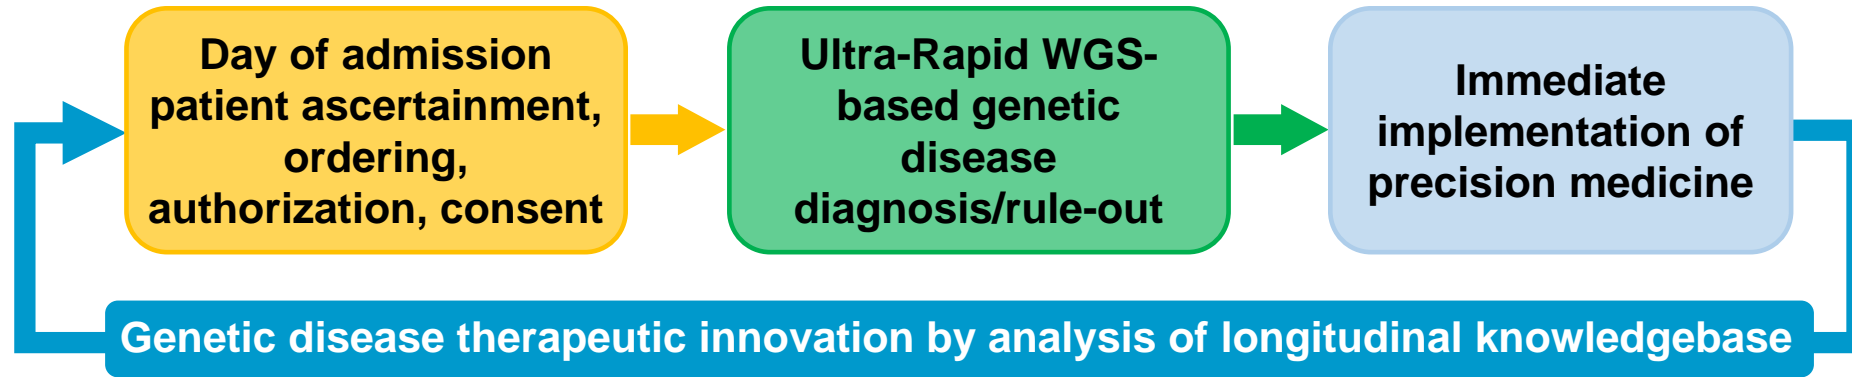 Day of admission
patient ascertainment,
ordering,
authorization, consent
Ultra-Rapid WGS-
based genetic
disease
diagnosis/rule-out
Immediate
implementation of
precision medicine
Genetic disease therapeutic innovation by analysis of longitudinal knowledgebase